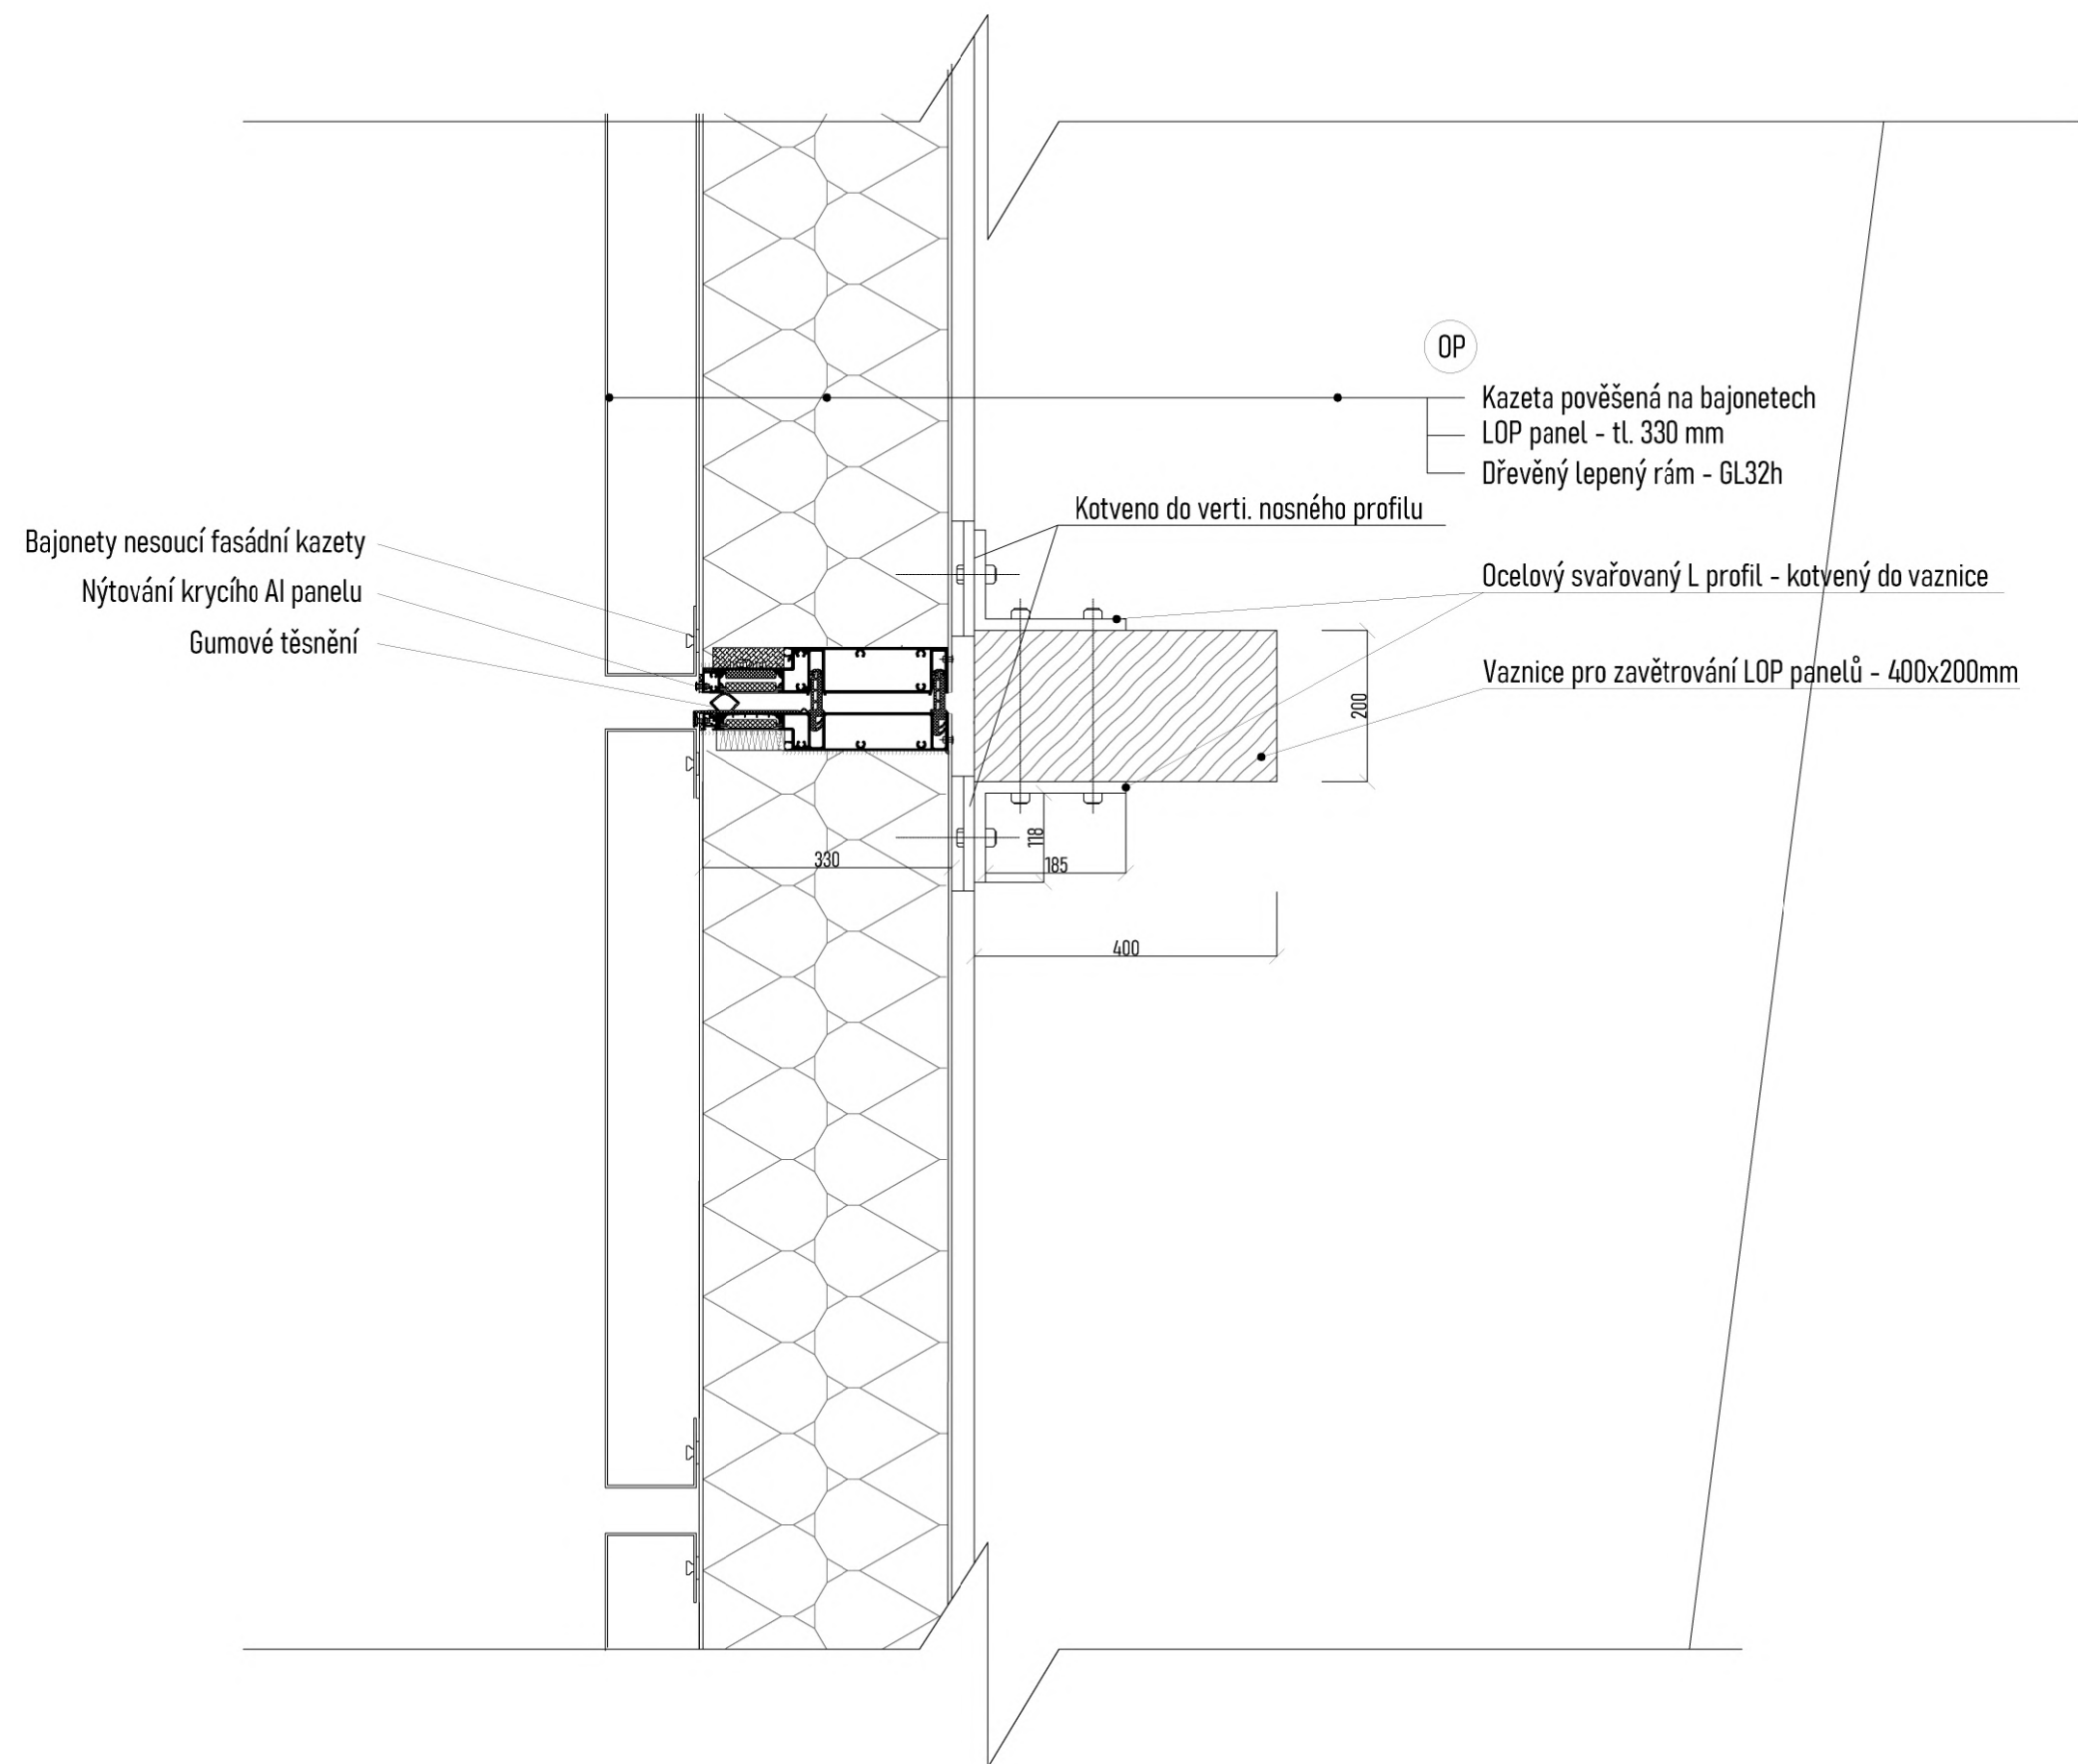 OP
Kazeta pověšená na bajonetech
LOP panel - tl. 330 mm
Dřevěný lepený rám - GL32h
Kotveno do verti. nosného profilu
Bajonety nesoucí fasádní kazety
Nýtování krycího Al panelu
Gumové těsnění
Ocelový svařovaný L profil - kotvený do vaznice
Vaznice pro zavětrování LOP panelů - 400x200mm
200
118
330
185
400